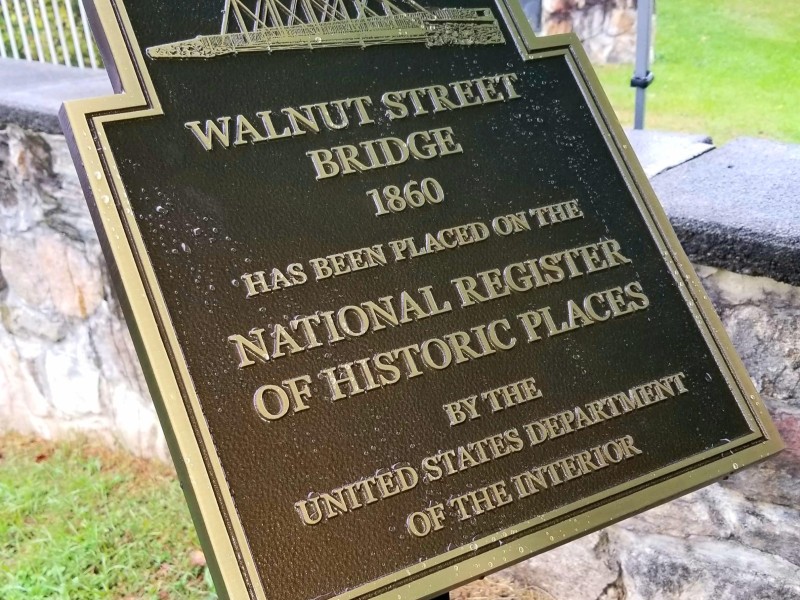 WALNUT STREET
BRIDGE
1860
HAS BEEN PLACED ON THE
NATIONAL REGISTER
OF HISTORIC PLACES
BY THE
UNITED STATES DEPARTMENT
OF THE INTERIOR